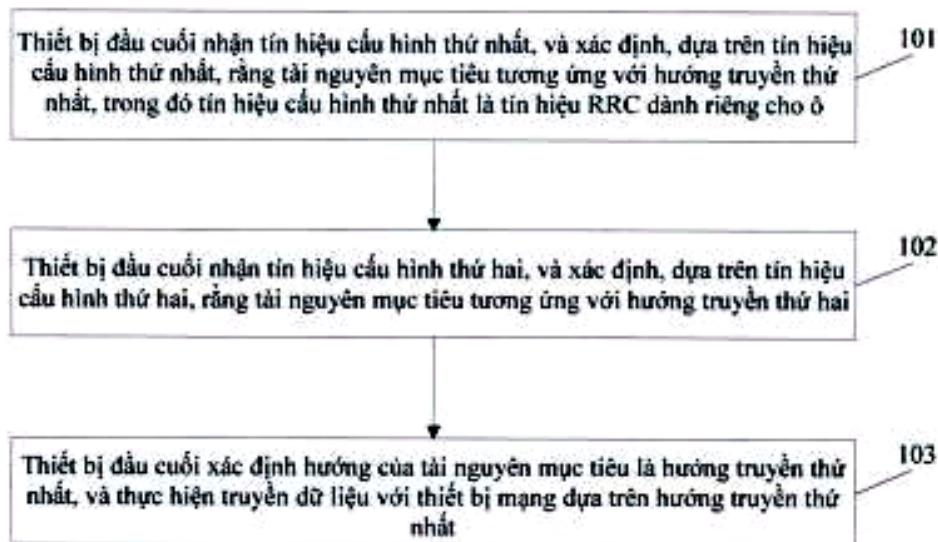 Thiết bị đầu cuối nhận tín hiệu cấu hình thứ nhất, và xác định, dựa trên tín hiệu
cấu hình thứ nhất, rằng tài nguyên mục tiêu tương ứng với hướng truyền thứ
nhất, trong đó tín hiệu cấu hình thứ nhất là tín hiệu RRC dành riêng cho ô
101
Thiết bị đầu cuối nhận tín hiệu cấu hình thứ hai, và xác định, dựa trên tín hiệu
cấu hình thứ hai, rằng tài nguyên mục tiêu tương ứng với hướng truyền thứ hai
102
Thiết bị đầu cuối xác định hướng của tài nguyên mục tiêu là hướng truyền thứ
nhất, và thực hiện truyền dữ liệu với thiết bị mạng dựa trên hướng truyền thứ
nhất
103